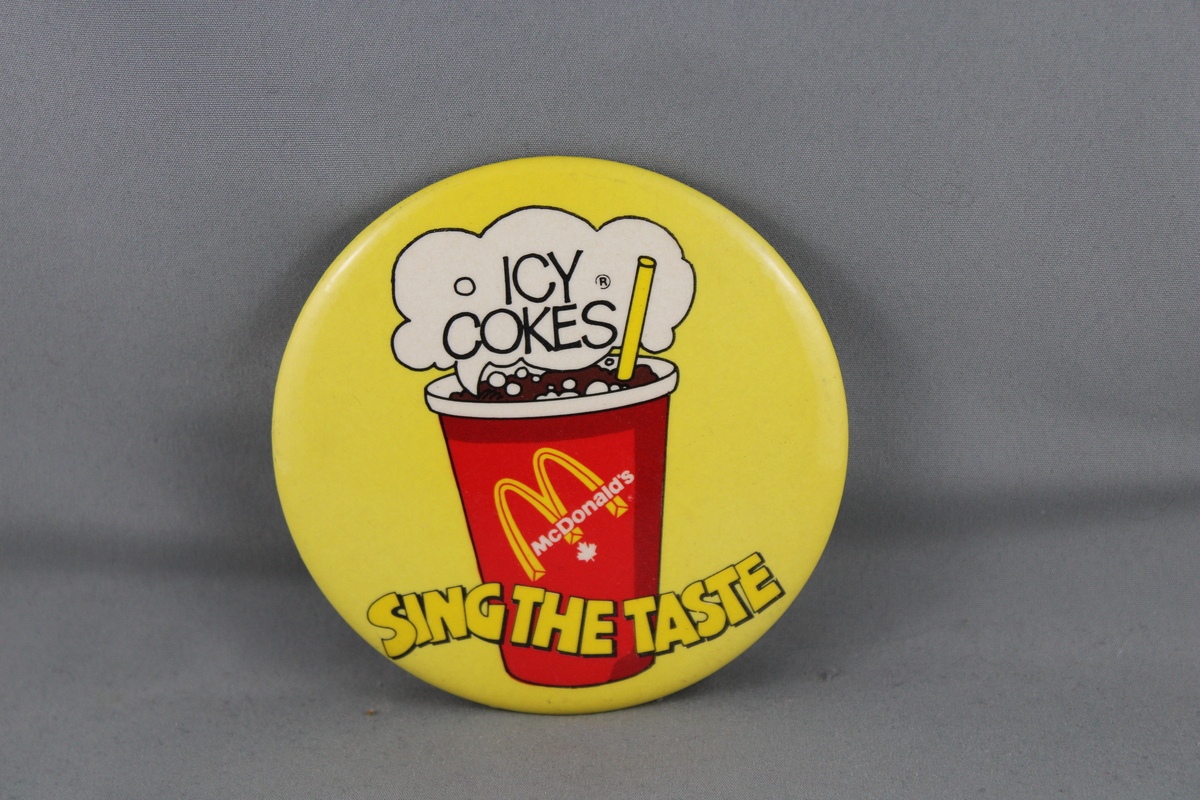 ICY ®
COKES
McDonald's
SING THE TASTE